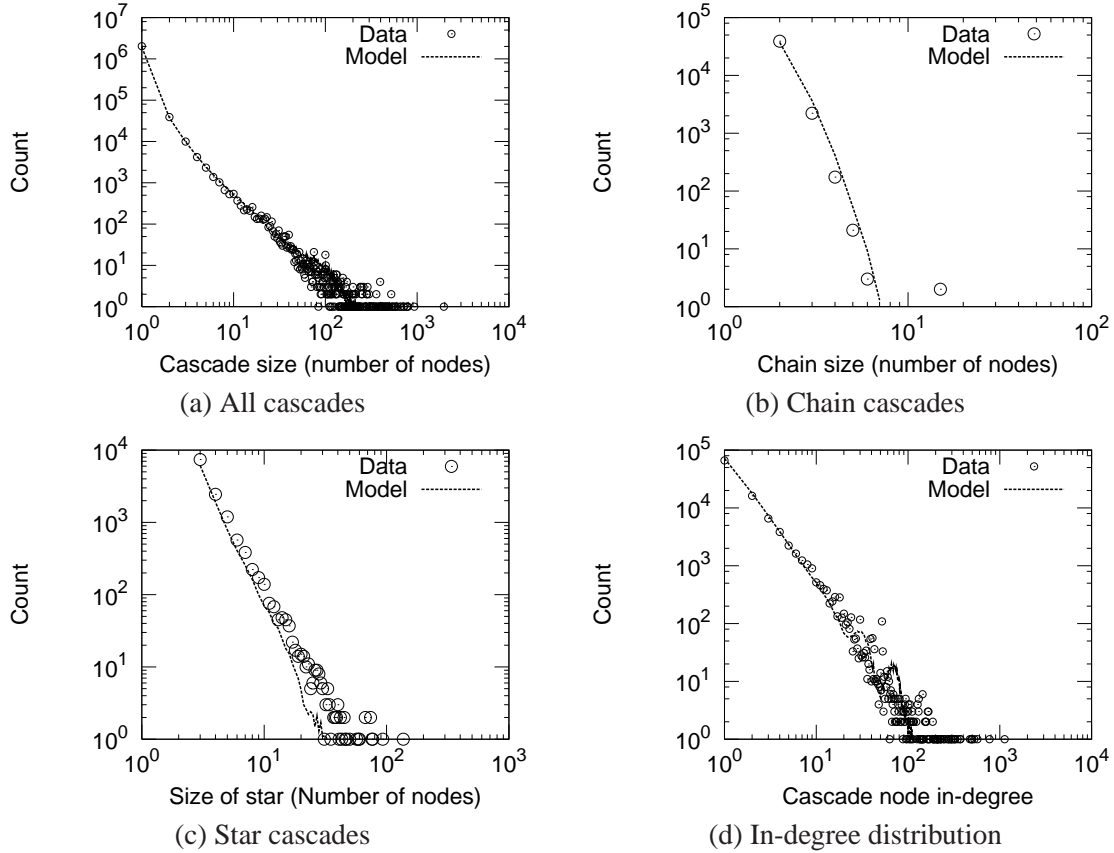 10^7
10^6
10^5
10^4
10^3
10^2
10^1
10^0
Count
Data
Model
10^0 10^1 10^2 10^3 10^4
Cascade size (number of nodes)
(a) All cascades
10^5
10^4
10^3
10^2
10^1
10^0
Count
Data
Model
10^0 10^1 10^2
Chain size (number of nodes)
(b) Chain cascades
10^4
10^3
10^2
10^1
10^0
Count
Data
Model
10^0 10^1 10^2 10^3
Size of star (Number of nodes)
(c) Star cascades
10^5
10^4
10^3
10^2
10^1
10^0
Count
Data
Model
10^0 10^1 10^2 10^3 10^4
Cascade node in-degree
(d) In-degree distribution